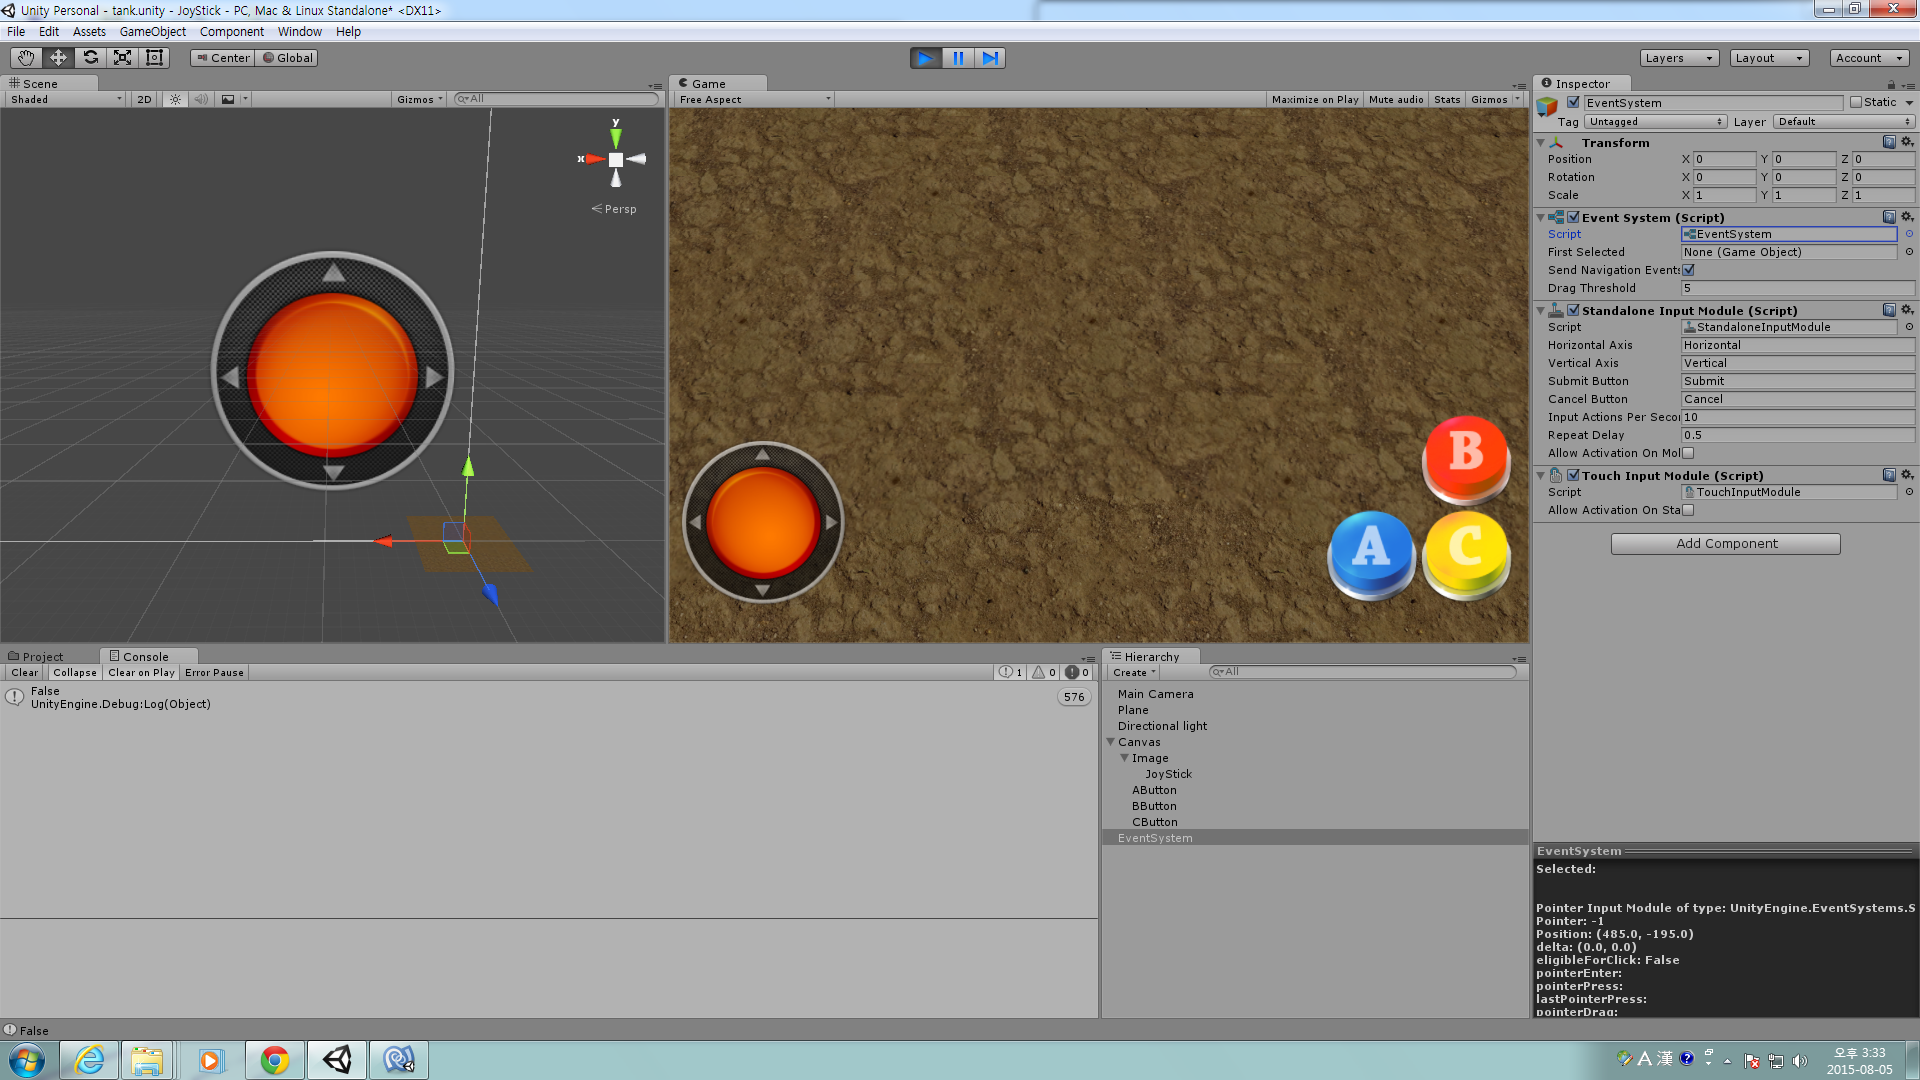 Unity Personal - tank.unity - JoyStick - PC, Mac & Linux Standalone* <DX11>
File Edit Assets GameObject Component Window Help
Center Global
Layers Layout Account
Scene
Shaded 2D Gizmos All
y
x
Persp
Game
Free Aspect Maximize on Play Mute audio Stats Gizmos
B
A C
Inspector
EventSystem Static
Tag Untagged Layer Default
Transform
Position X 0 Y 0 Z 0
Rotation X 0 Y 0 Z 0
Scale X 1 Y 1 Z 1
Event System (Script)
Script EventSystem
First Selected None (Game Object)
Send Navigation Events
Drag Threshold 5
Standalone Input Module (Script)
Script StandaloneInputModule
Horizontal Axis Horizontal
Vertical Axis Vertical
Submit Button Submit
Cancel Button Cancel
Input Actions Per Secor 10
Repeat Delay 0.5
Allow Activation On Mol
Touch Input Module (Script)
Script TouchInputModule
Allow Activation On Sta
Add Component
Project Console
Clear Collapse Clear on Play Error Pause 1 0 0
False
UnityEngine.Debug:Log(Object)
576
Hierarchy
Create All
Main Camera
Plane
Directional light
Canvas
Image
JoyStick
AButton
BButton
CButton
EventSystem
EventSystem
Selected:
Pointer Input Module of type: UnityEngine.EventSystems.S
Pointer: -1
Position: (485.0, -195.0)
delta: (0.0, 0.0)
eligibleForClick: False
pointerEnter:
pointerPress:
lastPointerPress:
pointerDrag:
False
A 漢 ?
오후 3:33
2015-08-05